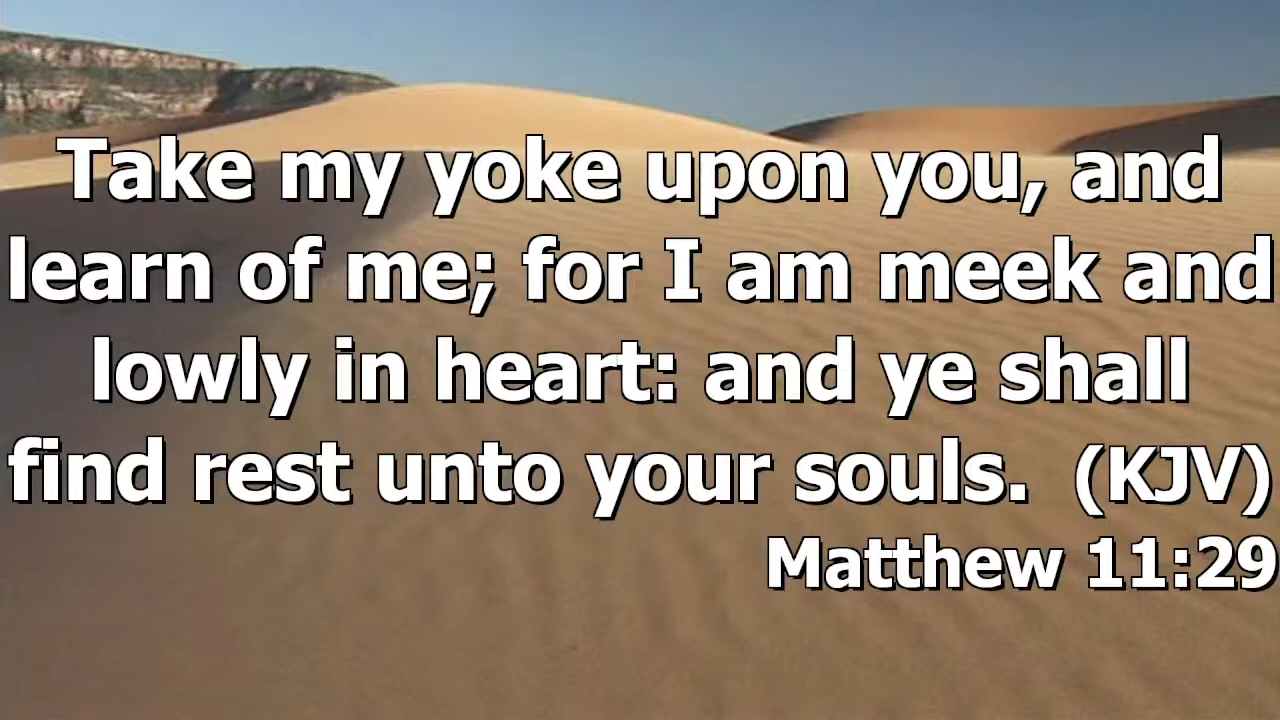 Take my yoke upon you, and
learn of me; for I am meek and
lowly in heart: and ye shall
find rest unto your souls.  (KJV)
Matthew 11:29